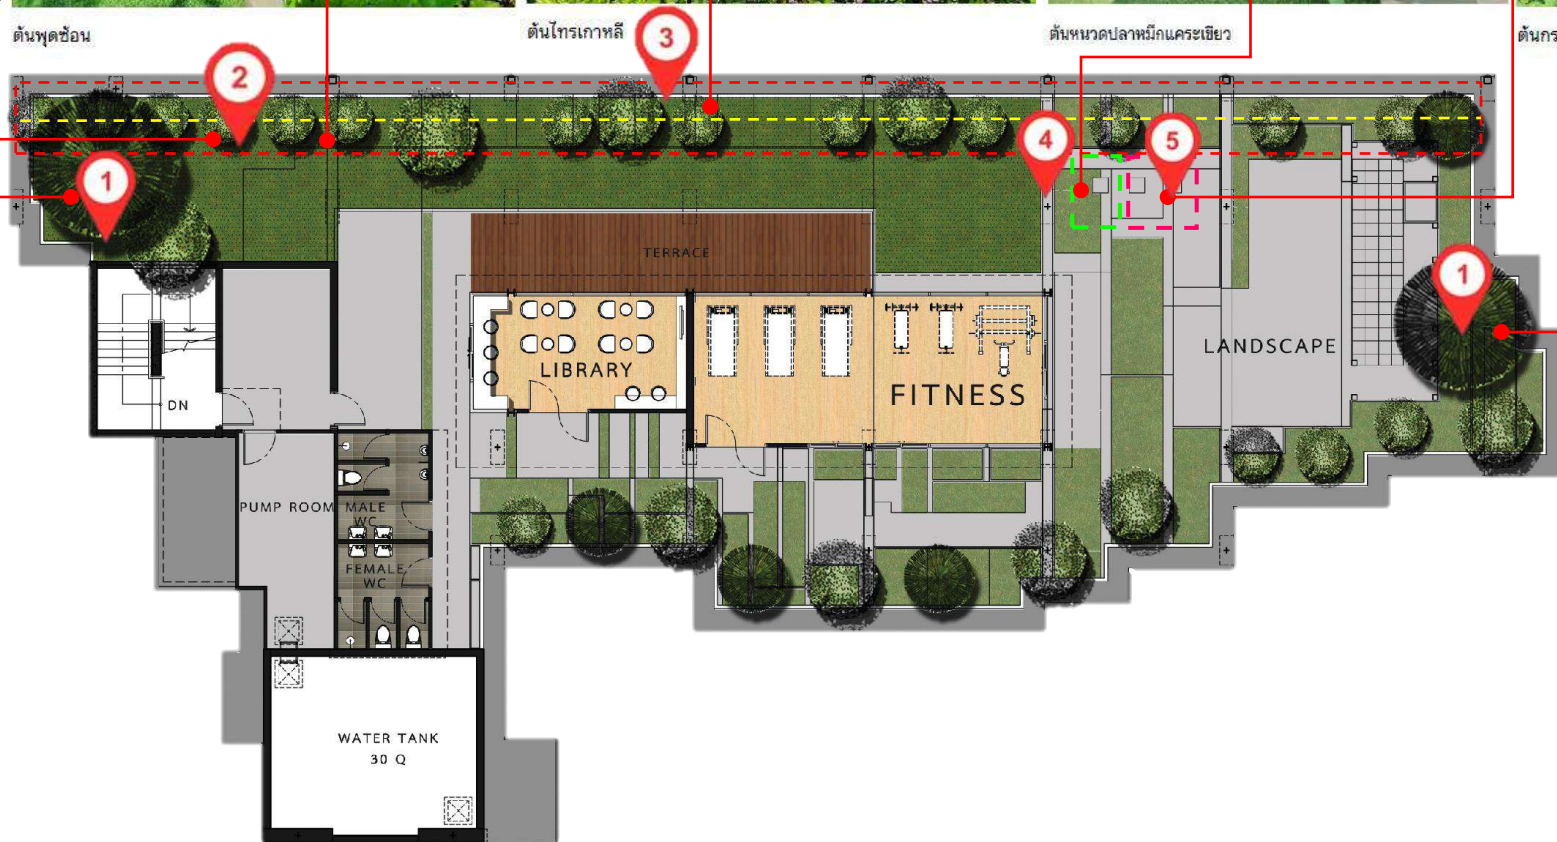 ต้นพุดซ้อน
ต้นไทรเกาหลี
ต้นหนวดปลาหมึกแคระเขียว
3
2
4
5
1
1
TERRACE
LIBRARY
FITNESS
LANDSCAPE
DN
PUMP ROOM
MALE
WC
FEMALE
WC
WATER TANK
30 Q